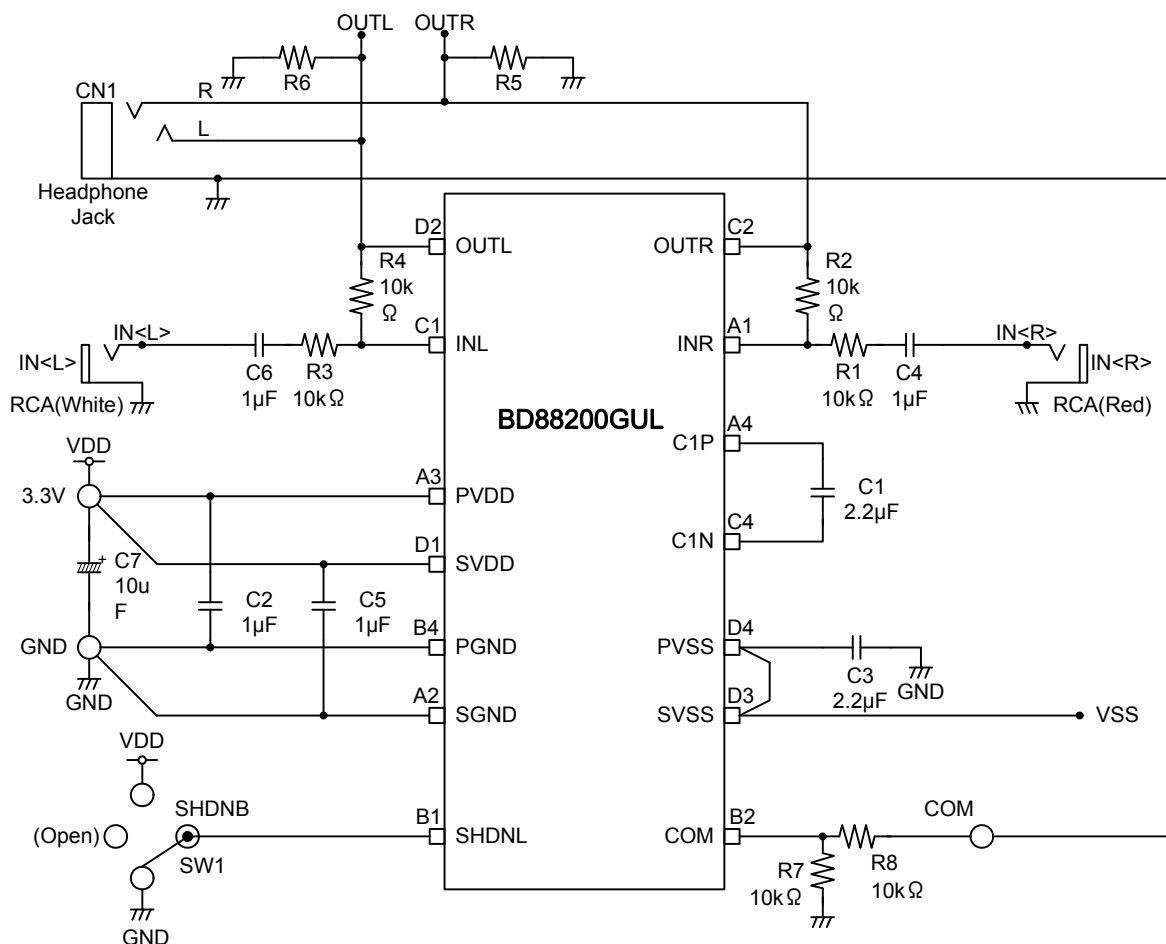 OUTL OUTR
R6
R5
CN1
R
L
Headphone
Jack
D2
OUTL
C2
OUTR
R4
10k
Ω
R2
10k
Ω
C1
INL
A1
INR
IN<L>
IN<L>
C6
1µF
R3
10kΩ
RCA(White)
R1
10kΩ
C4
1µF
IN<R>
IN<R>
RCA(Red)
BD88200GUL
A4
C1P
C1
2.2µF
C4
C1N
VDD
3.3V
A3
PVDD
D1
SVDD
C7
+
10u
F
C2
1µF
C5
1µF
GND
GND
B4
PGND
A2
SGND
D4
PVSS
C3
2.2µF
GND
D3
SVSS
VSS
VDD
SHDNB
(Open)
SW1
GND
B1
SHDNL
B2
COM
COM
R7
10kΩ
R8
10kΩ